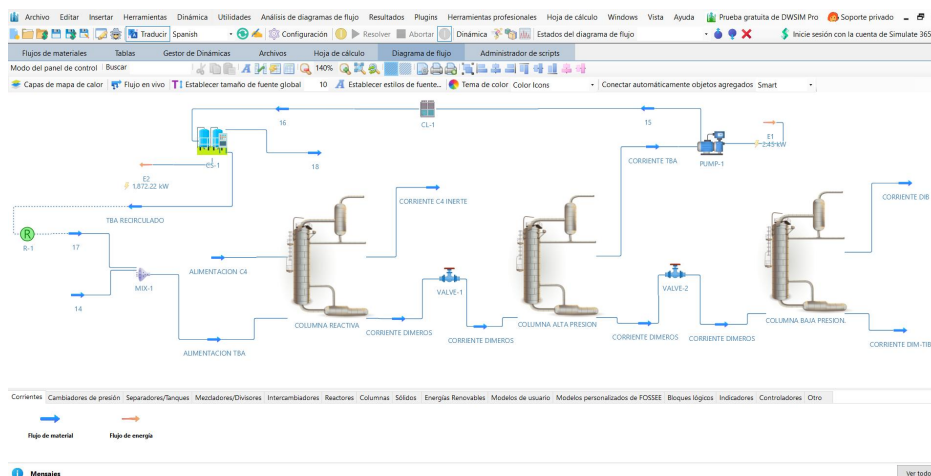 Archivo Editar Insertar Herramientas Dinámica Utilidades Análisis de diagramas de flujo Resultados Plugins Herramientas profesionales Hoja de cálculo Windows Vista Ayuda Prueba gratuita de DWSIM Pro Soporte privado
Traducir Spanish Configuración Resolver Abortar Dinámica Estados del diagrama de flujo Inicie sesión con la cuenta de Simulate 365
Flujos de materiales Tablas Gestor de Dinámicas Archivos Hoja de cálculo Diagrama de flujo Administrador de scripts
Modo del panel de control Buscar 140%
Capas de mapa de calor Flujo en vivo Establecer tamaño de fuente global 10 Establecer estilos de fuente... Tema de color Color Icons Conectar automáticamente objetos agregados Smart
16
CL-1
15
E1
2.45 kW
CS-1
18
CORRIENTE TBA
PUMP-1
E2
1.872.22 kW
CORRIENTE C4 INERTE
CORRIENTE DIB
TBA RECIRCULADO
R-1
17
ALIMENTACION C4
MIX-1
VALVE-1
VALVE-2
14
COLUMNA REACTIVA
CORRIENTE DIMEROS
CORRIENTE DIMEROS
COLUMNA ALTA PRESION
CORRIENTE DIMEROS
CORRIENTE DIMEROS
COLUMNA BAJA PRESION.
CORRIENTE DIM-TIB
ALIMENTACION TBA
Corrientes Cambiadores de presión Separadores/Tanques Mezcladores/Divisores Intercambiadores Reactores Columnas Sólidos Energías Renovables Modelos de usuario Modelos personalizados de FOSSEE Bloques lógicos Indicadores Controladores Otro
Flujo de material Flujo de energía
Mensajes Ver todo